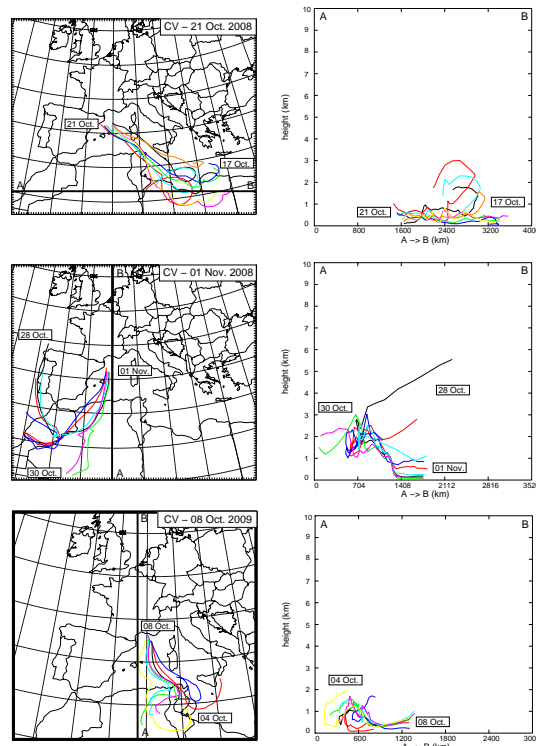 CV – 21 Oct. 2008
21 Oct.
17 Oct.
A
B
A
B
10
9
8
7
6
5
4
3
2
1
0
height (km)
21 Oct.
17 Oct.
0
800
1600
2400
3200
400
A –> B (km)
CV – 01 Nov. 2008
B
28 Oct.
01 Nov.
30 Oct.
A
A
B
10
9
8
7
6
5
4
3
2
1
0
height (km)
28 Oct.
30 Oct.
01 Nov.
0
704
1408
2112
2816
352
A –> B (km)
CV – 08 Oct. 2009
B
08 Oct.
04 Oct.
A
A
B
10
9
8
7
6
5
4
3
2
1
0
height (km)
04 Oct.
08 Oct.
0
600
1200
1800
2400
300
A –> B (km)